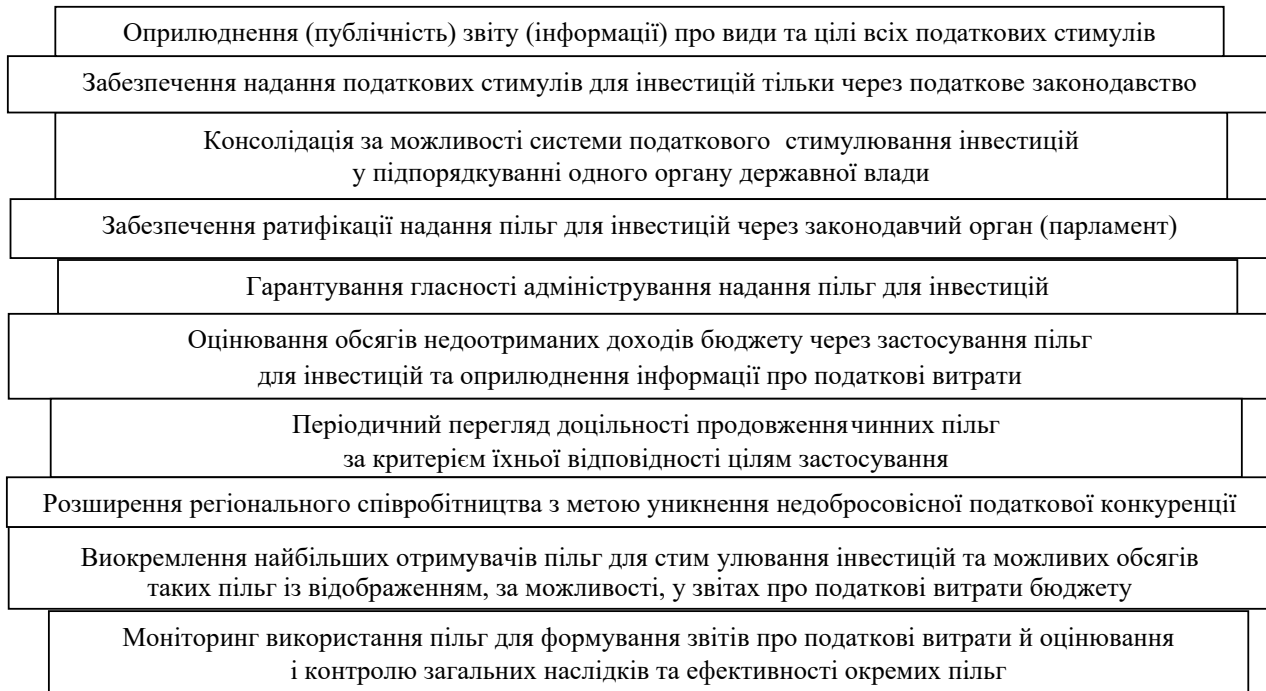 Оприлюднення (публічність) звіту (інформації) про види та цілі всіх податкових стимулів
Забезпечення надання податкових стимулів для інвестицій тільки через податкове законодавство
Консолідація за можливості системи податкового стимулювання інвестицій
у підпорядкуванні одного органу державної влади
Забезпечення ратифікації надання пільг для інвестицій через законодавчий орган (парламент)
Гарантування гласності адміністрування надання пільг для інвестицій
Оцінювання обсягів недоотриманих доходів бюджету через застосування пільг
для інвестицій та оприлюднення інформації про податкові витрати
Періодичний перегляд доцільності продовження чинних пільг
за критерієм їхньої відповідності цілям застосування
Розширення регіонального співробітництва з метою уникнення недобросовісної податкової конкуренції
Виокремлення найбільших отримувачів пільг для стим улювання інвестицій та можливих обсягів
таких пільг із відображенням, за можливості, у звітах про податкові витрати бюджету
Моніторинг використання пільг для формування звітів про податкові витрати й оцінювання
і контролю загальних наслідків та ефективності окремих пільг